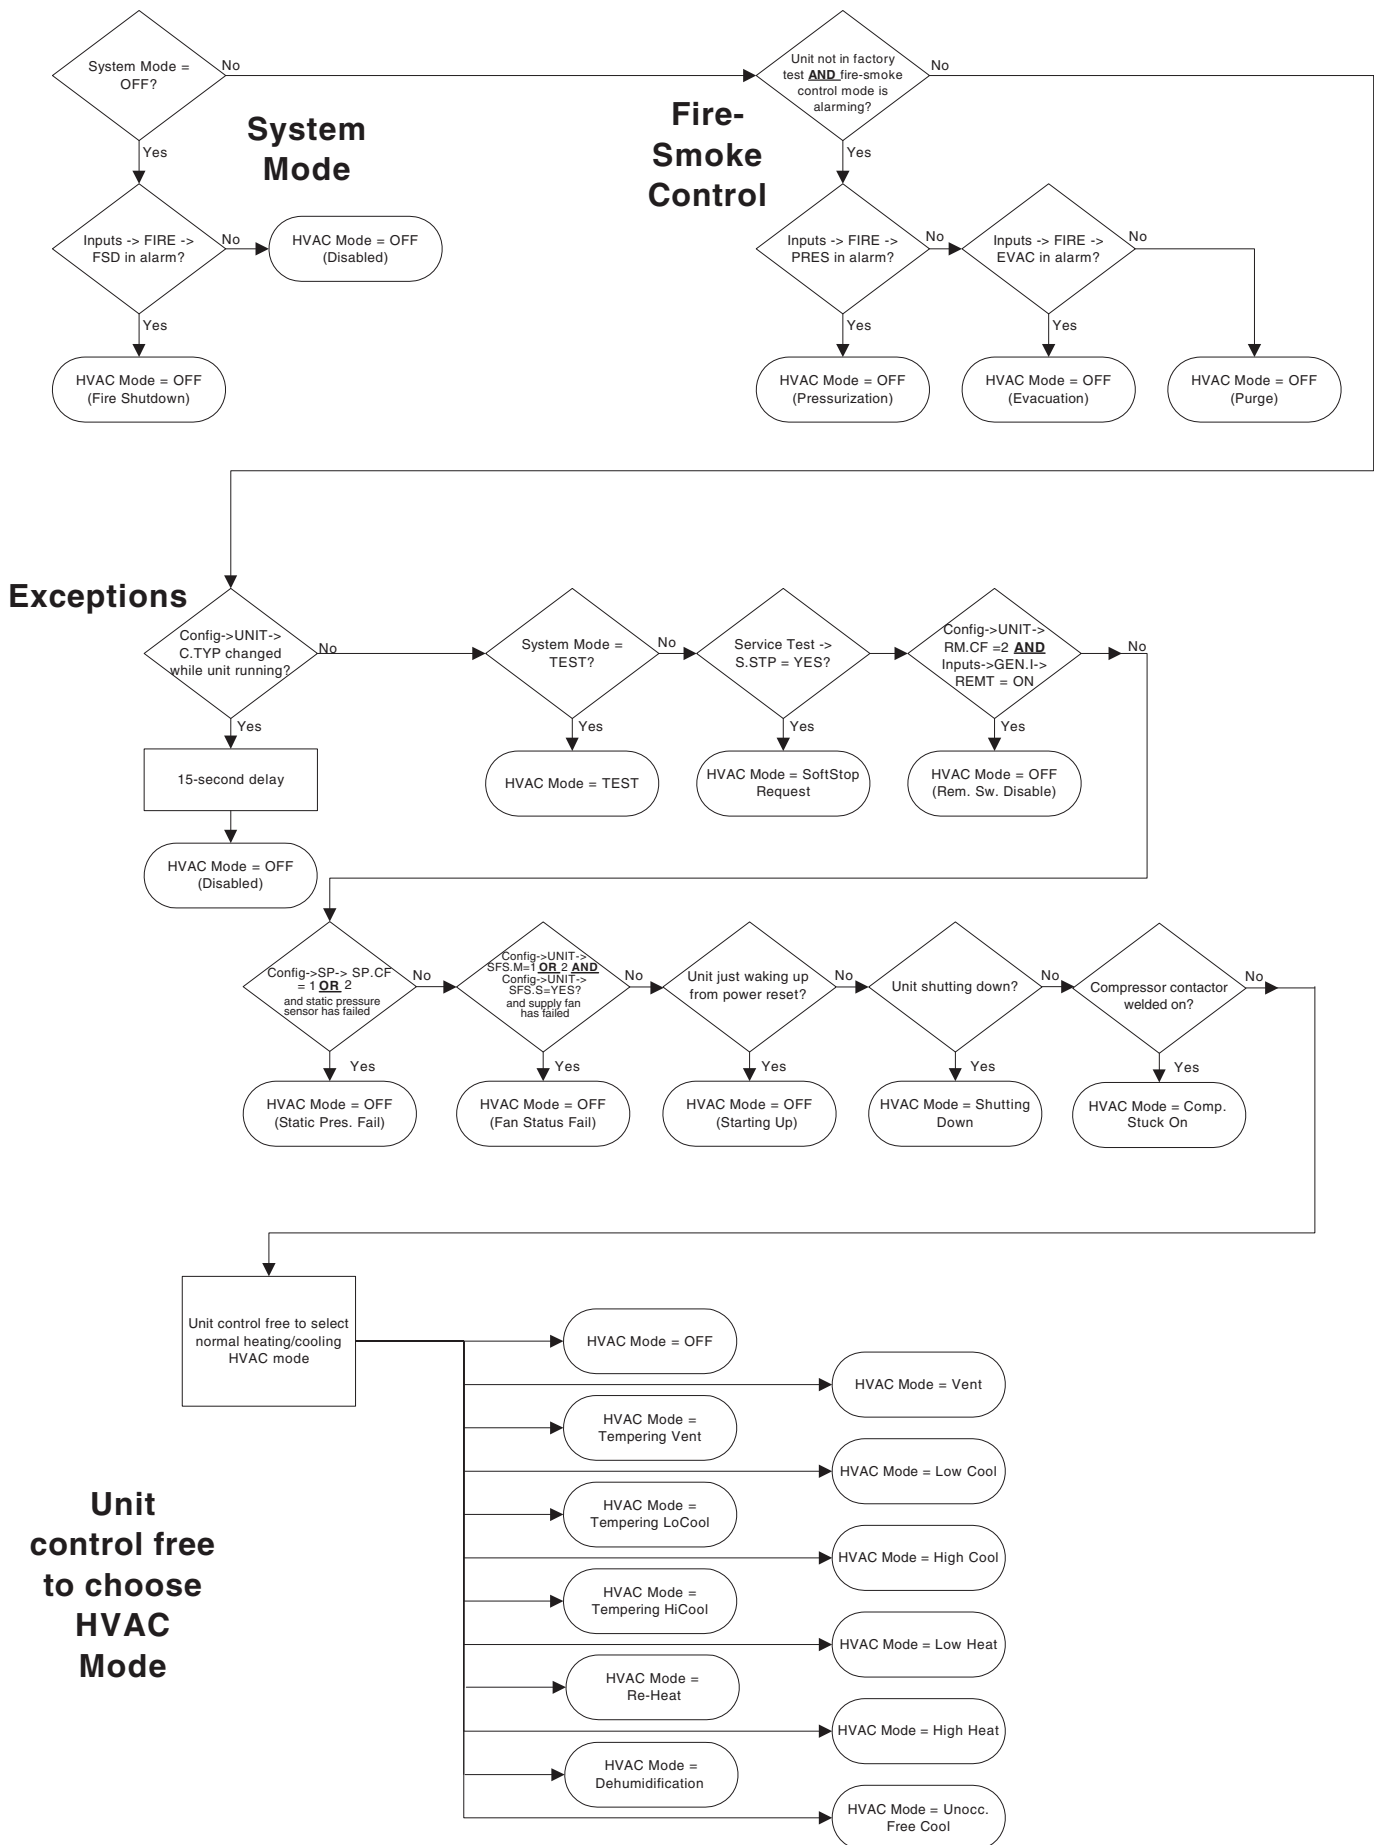 System Mode =
OFF?
No
Unit not in factory
test AND fire-smoke
control mode is
alarming?
No
System
Mode
Fire-
Smoke
Control
Yes
Yes
Inputs -> FIRE ->
FSD in alarm?
No
HVAC Mode = OFF
(Disabled)
Inputs -> FIRE ->
PRES in alarm?
No
Inputs -> FIRE ->
EVAC in alarm?
No
Yes
Yes
Yes
HVAC Mode = OFF
(Fire Shutdown)
HVAC Mode = OFF
(Pressurization)
HVAC Mode = OFF
(Evacuation)
HVAC Mode = OFF
(Purge)
Exceptions
Config->UNIT->
C.TYP changed
while unit running?
No
System Mode =
TEST?
No
Service Test ->
S.STP = YES?
Config->UNIT->
RM.CF =2 AND
Inputs->GEN.I->
REMT = ON
No
Yes
Yes
Yes
Yes
15-second delay
HVAC Mode = TEST
HVAC Mode = SoftStop
Request
HVAC Mode = OFF
(Rem. Sw. Disable)
HVAC Mode = OFF
(Disabled)
Config->SP-> SP.CF
= 1 OR 2
and static pressure
sensor has failed
No
Config->UNIT->
SFS.M=1 OR 2 AND
Config->UNIT->
SFS.S=YES?
and supply fan
has failed
No
Unit just waking up
from power reset?
No
Unit shutting down?
No
Compressor contactor
welded on?
No
Yes
Yes
Yes
Yes
Yes
HVAC Mode = OFF
(Static Pres. Fail)
HVAC Mode = OFF
(Fan Status Fail)
HVAC Mode = OFF
(Starting Up)
HVAC Mode = Shutting
Down
HVAC Mode = Comp.
Stuck On
Unit control free to select
normal heating/cooling
HVAC mode
HVAC Mode = OFF
HVAC Mode = Vent
HVAC Mode =
Tempering Vent
HVAC Mode = Low Cool
HVAC Mode =
Tempering LoCool
HVAC Mode = High Cool
HVAC Mode =
Tempering HiCool
HVAC Mode = Low Heat
HVAC Mode =
Re-Heat
HVAC Mode = High Heat
HVAC Mode =
Dehumidification
HVAC Mode = Unocc.
Free Cool
Unit
control free
to choose
HVAC
Mode